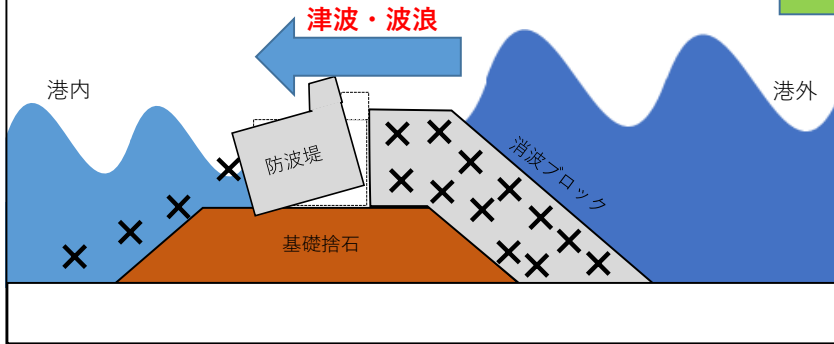 津波・波浪
港内
港外
防波堤
消波ブロック
基礎捨石